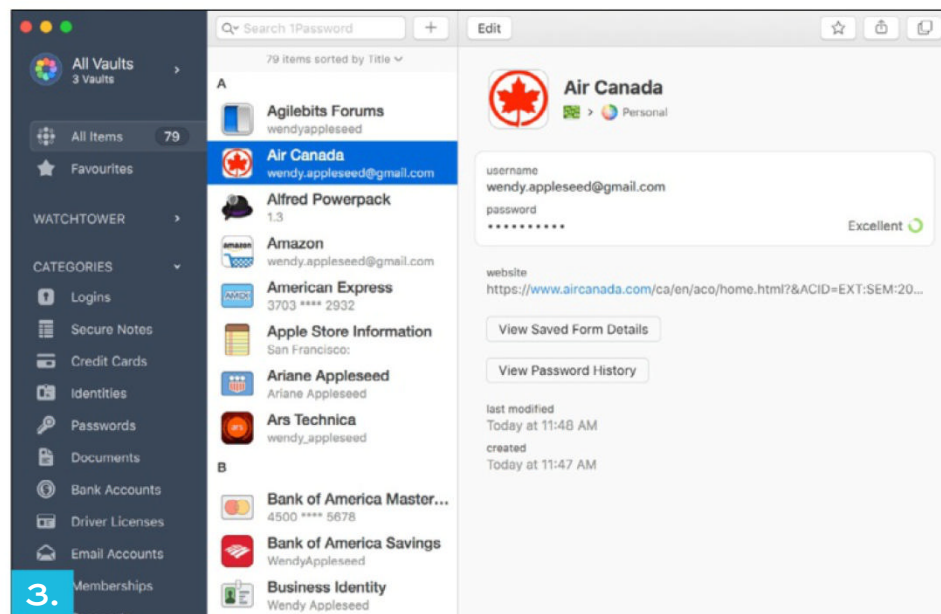 All Vaults
3 Vaults
All Items 79
Favourites
WATCHTOWER
CATEGORIES
Logins
Secure Notes
Credit Cards
Identities
Passwords
Documents
Bank Accounts
Driver Licenses
Email Accounts
Memberships
3.
Search 1Password
+
79 items sorted by Title
A
Agilebits Forums
wendyappleseed
Air Canada
wendy.appleseed@gmail.com
Alfred Powerpack
1.3
amazon
Amazon
wendy.appleseed@gmail.com
AMEX
American Express
3703 **** 2932
Apple Store Information
San Francisco:
Ariane Appleseed
Ariane Appleseed
ars
Ars Technica
wendy_appleseed
B
Bank of America Master...
4500 **** 5678
Bank of America Savings
WendyAppleseed
Business Identity
Wendy Appleseed
Edit
Air Canada
> Personal
username
wendy.appleseed@gmail.com
password
•••••••••• Excellent
website
https://www.aircanada.com/ca/en/aco/home.html?&ACID=EXT:SEM:20...
View Saved Form Details
View Password History
last modified
Today at 11:48 AM
created
Today at 11:47 AM